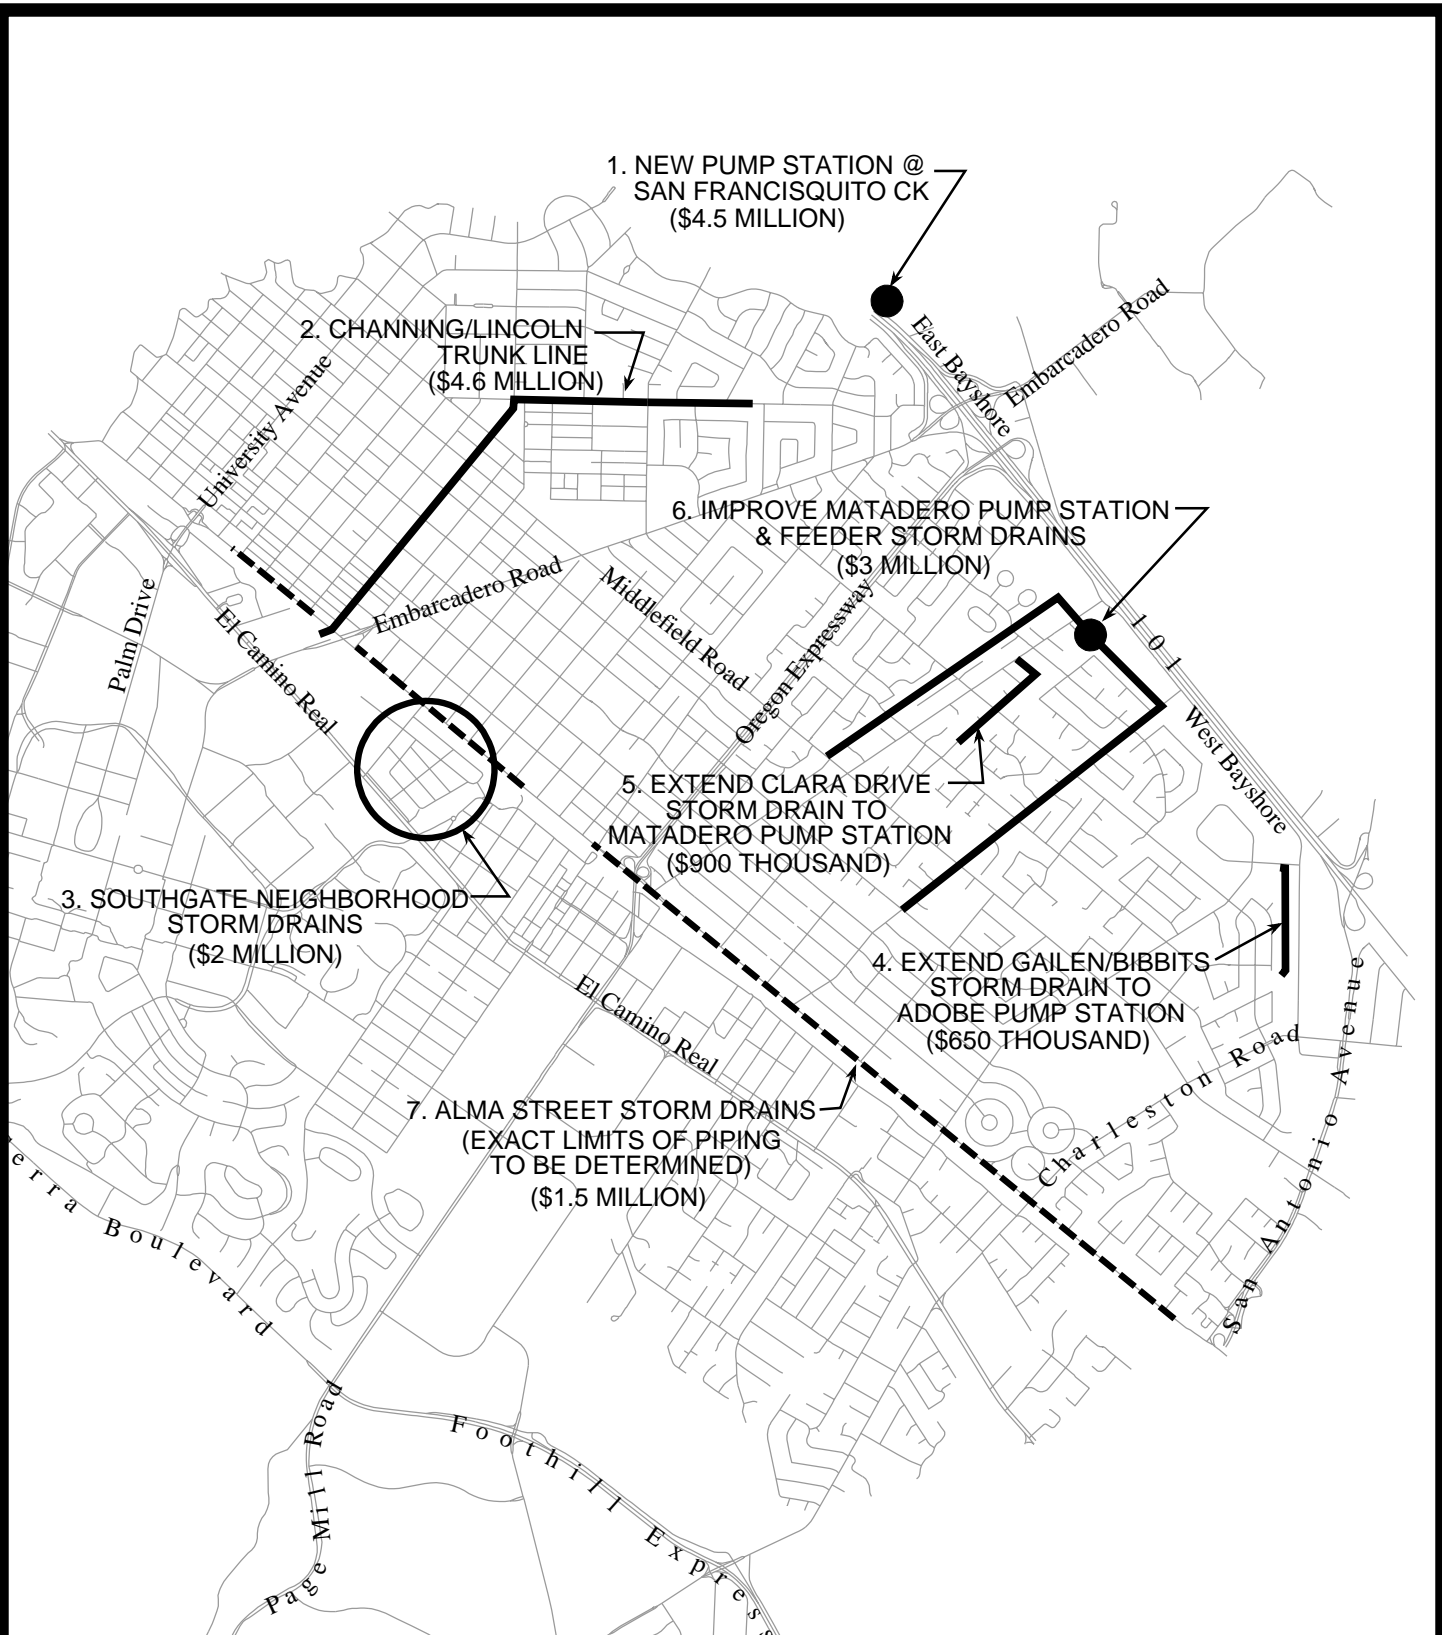 1. NEW PUMP STATION @
SAN FRANCISQUITO CK
($4.5 MILLION)
East Bayshore
Embarcadero Road
2. CHANNING/LINCOLN
TRUNK LINE
($4.6 MILLION)
University Avenue
6. IMPROVE MATADERO PUMP STATION
& FEEDER STORM DRAINS
($3 MILLION)
Embarcadero Road
Middlefield Road
Oregon Expressway
101
Palm Drive
El Camino Real
West Bayshore
5. EXTEND CLARA DRIVE
STORM DRAIN TO
MATADERO PUMP STATION
($900 THOUSAND)
3. SOUTHGATE NEIGHBORHOOD
STORM DRAINS
($2 MILLION)
4. EXTEND GAILEN/BIBBITS
STORM DRAIN TO
ADOBE PUMP STATION
($650 THOUSAND)
El Camino Real
Charleston Road
San Antonio Avenue
7. ALMA STREET STORM DRAINS
(EXACT LIMITS OF PIPING
TO BE DETERMINED)
($1.5 MILLION)
erra Boulevard
Page Mill Road
Foothill Express